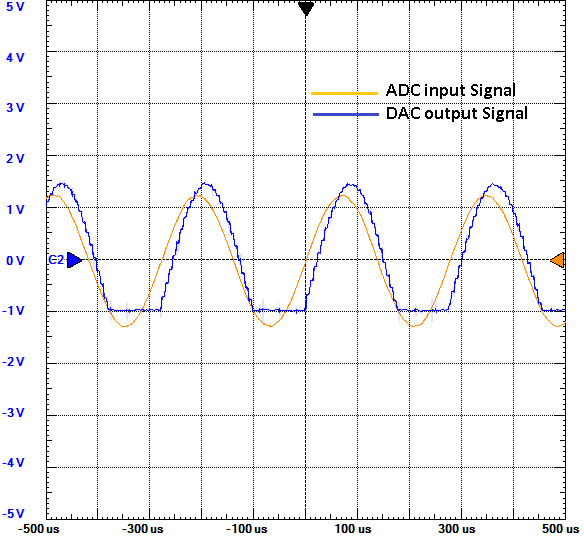 5 V
4 V
ADC input Signal
3 V
DAC output Signal
2 V
1 V
C2
0 V
-1 V
-2 V
-3 V
-4 V
-5 V
-500 us -300 us -100 us 100 us 300 us 500 us